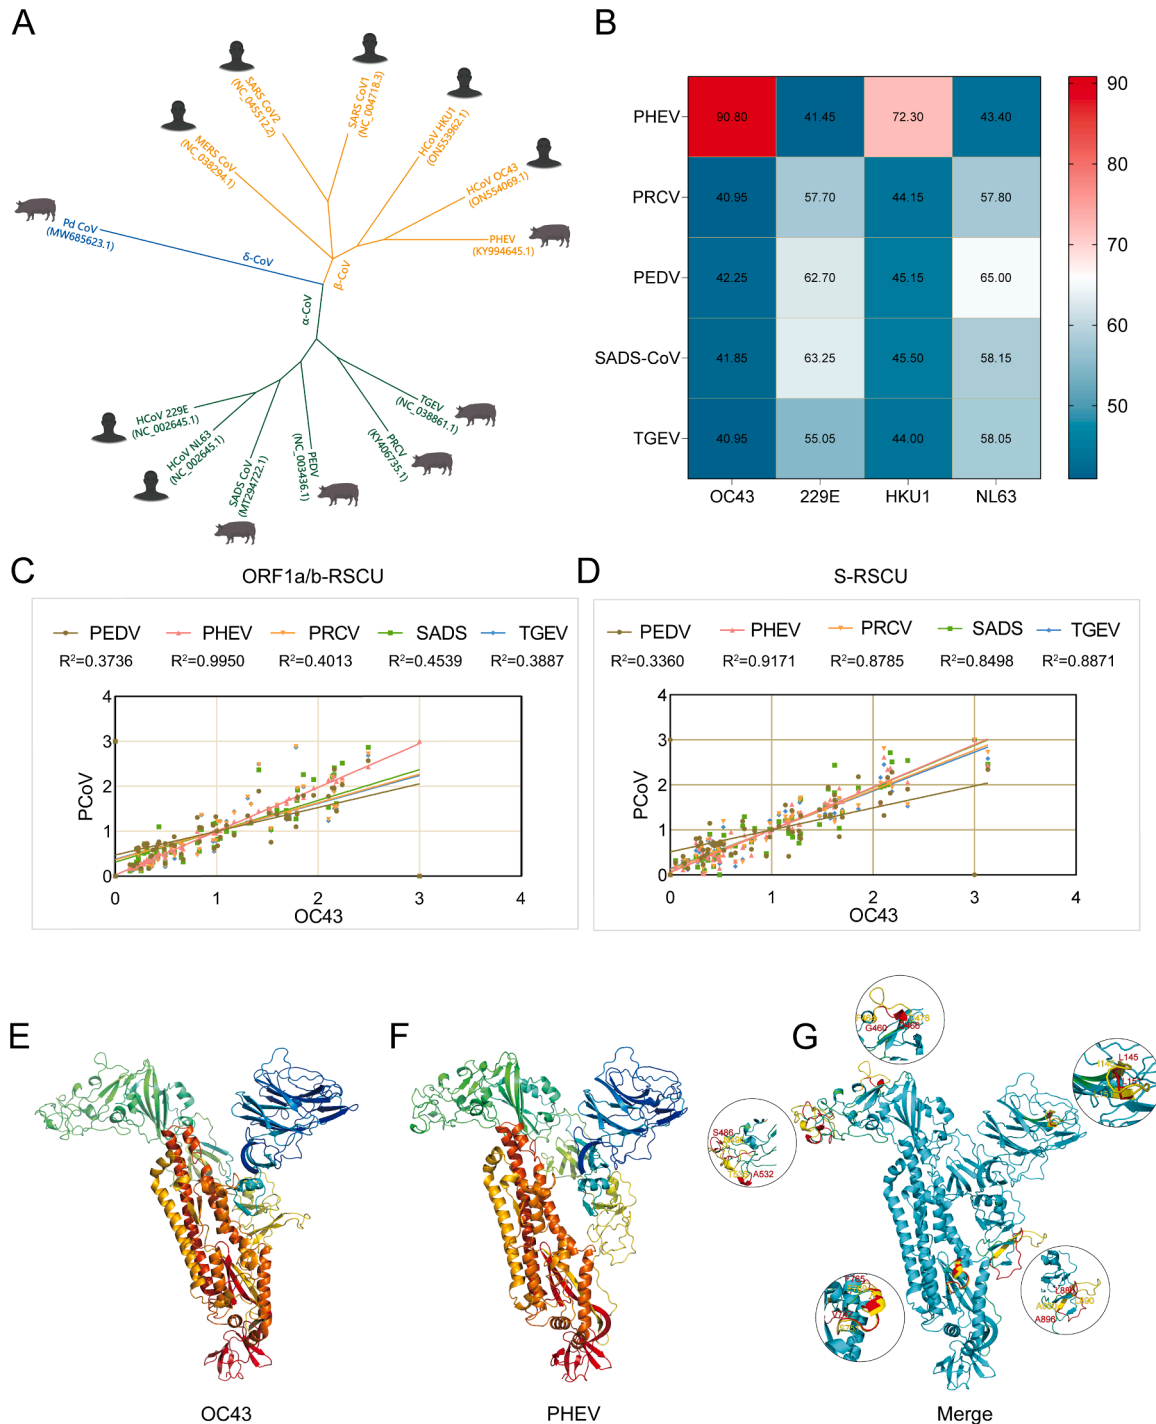 A
SARS CoV2
(NC_045512.2)
SARS CoV1
(NC_004718.3)
HCoV HKU1
(ON553962.1)
MERS CoV
(NC_038294.1)
HCoV OC43
(ON554069.1)
Pd CoV
(MW685623.1)
PHEV
(KY994645.1)
δ-CoV
β-CoV
α-CoV
HCoV 229E
(NC_002645.1)
HCoV NL63
(NC_002645.1)
SADS CoV
(MT294722.1)
PEDV
(NC_003436.1)
PRCV
(KY406735.1)
TGEV
(NC_038861.1)
B
PHEV 90.80 41.45 72.30 43.40
PRCV 40.95 57.70 44.15 57.80
PEDV 42.25 62.70 45.15 65.00
SADS-CoV 41.85 63.25 45.50 58.15
TGEV 40.95 55.05 44.00 58.05
OC43 229E HKU1 NL63
90
80
70
60
50
C
ORF1a/b-RSCU
PEDV PHEV PRCV SADS TGEV
R²=0.3736 R²=0.9950 R²=0.4013 R²=0.4539 R²=0.3887
4
3
2
1
0
PCoV
0 1 2 3 4
OC43
D
S-RSCU
PEDV PHEV PRCV SADS TGEV
R²=0.3360 R²=0.9171 R²=0.8785 R²=0.8498 R²=0.8871
4
3
2
1
0
PCoV
0 1 2 3 4
OC43
E
OC43
F
PHEV
G
G460
L145
S486
A532
A896
Merge